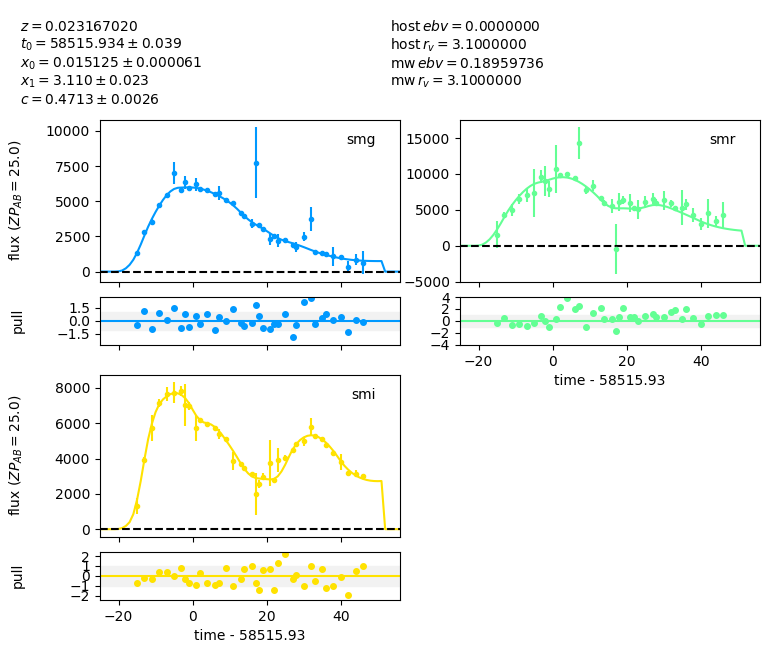 z = 0.023167020
t₀ = 58515.934 ± 0.039
x₀ = 0.015125 ± 0.000061
x₁ = 3.110 ± 0.023
c = 0.4713 ± 0.0026
host ebv = 0.0000000
host r_v = 3.1000000
mw ebv = 0.18959736
mw r_v = 3.1000000
flux (ZP_AB = 25.0)
10000
7500
5000
2500
0
smg
15000
10000
5000
0
−5000
smr
pull
1.5
0.0
−1.5
4
2
0
−2
−4
−20
0
20
40
time - 58515.93
flux (ZP_AB = 25.0)
8000
6000
4000
2000
0
smi
pull
2
1
0
−1
−2
−20
0
20
40
time - 58515.93